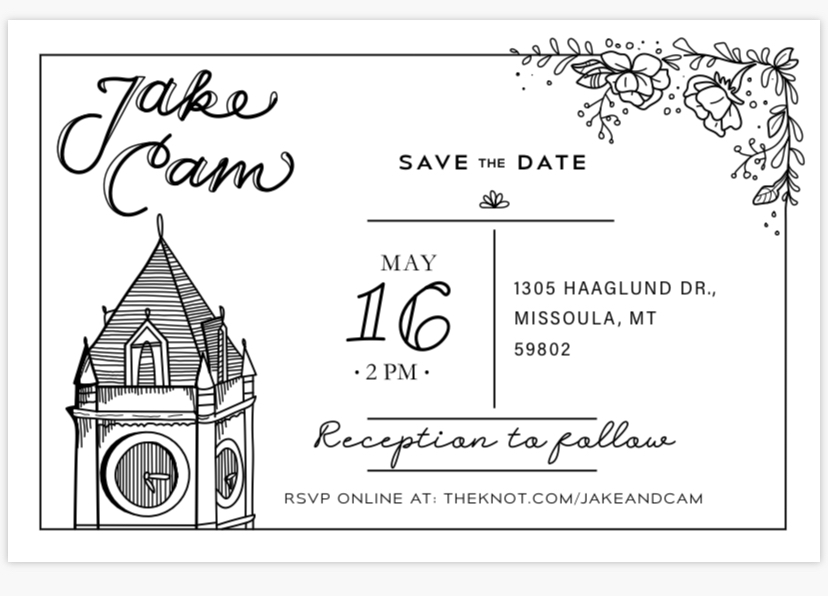 Jake
Cam
SAVE THE DATE
MAY
16
· 2 PM ·
1305 HAAGLUND DR.,
MISSOULA, MT
59802
Reception to follow
RSVP ONLINE AT: THEKNOT.COM/JAKEANDCAM